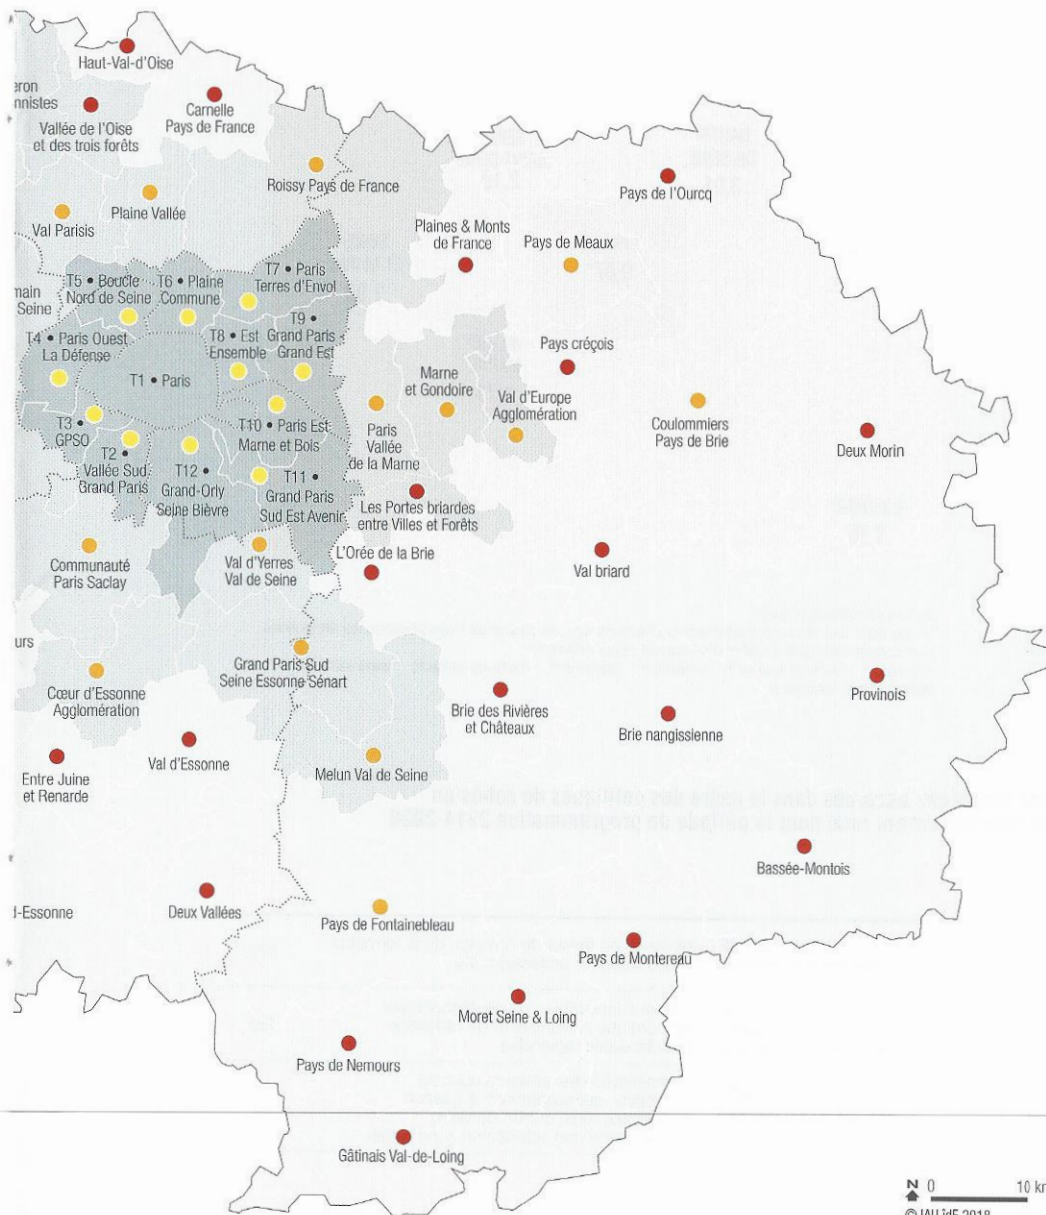 Haut-Val-d'Oise
nnistes
Vallée de l'Oise
et des trois forêts
Carnelle
Pays de France
Roissy Pays de France
Pays de l'Ourcq
Plaine Vallée
Val Parisis
Plaines & Monts
de France
Pays de Meaux
T5 • Boucle
Nord de Seine
T6 • Plaine
Commune
T7 • Paris
Terres d'Envol
Seine
T4 • Paris Ouest
La Défense
T8 • Est
Ensemble
T9 •
Grand Paris
Grand Est
T1 • Paris
Pays créçois
Marne
et Gondoire
Val d'Europe
Agglomération
Coulommiers
Pays de Brie
Deux Morin
T3 •
GPSO
T10 • Paris Est
Marne et Bois
Paris
Vallée
de la Marne
T2 •
Vallée Sud
Grand Paris
T12 •
Grand-Orly
Seine Bièvre
T11 •
Grand Paris
Sud Est Avenir
Les Portes briardes
entre Villes et Forêts
L'Orée de la Brie
Communauté
Paris Saclay
Val d'Yerres
Val de Seine
Val briard
urs
Grand Paris Sud
Seine Essonne Sénart
Cœur d'Essonne
Agglomération
Brie des Rivières
et Châteaux
Brie nangissienne
Provinois
Entre Juine
et Renarde
Val d'Essonne
Melun Val de Seine
Bassée-Montois
d-Essonne
Deux Vallées
Pays de Fontainebleau
Pays de Montereau
Moret Seine & Loing
Pays de Nemours
Gâtinais Val-de-Loing
N 0 10 km
© IAU îdF 2018